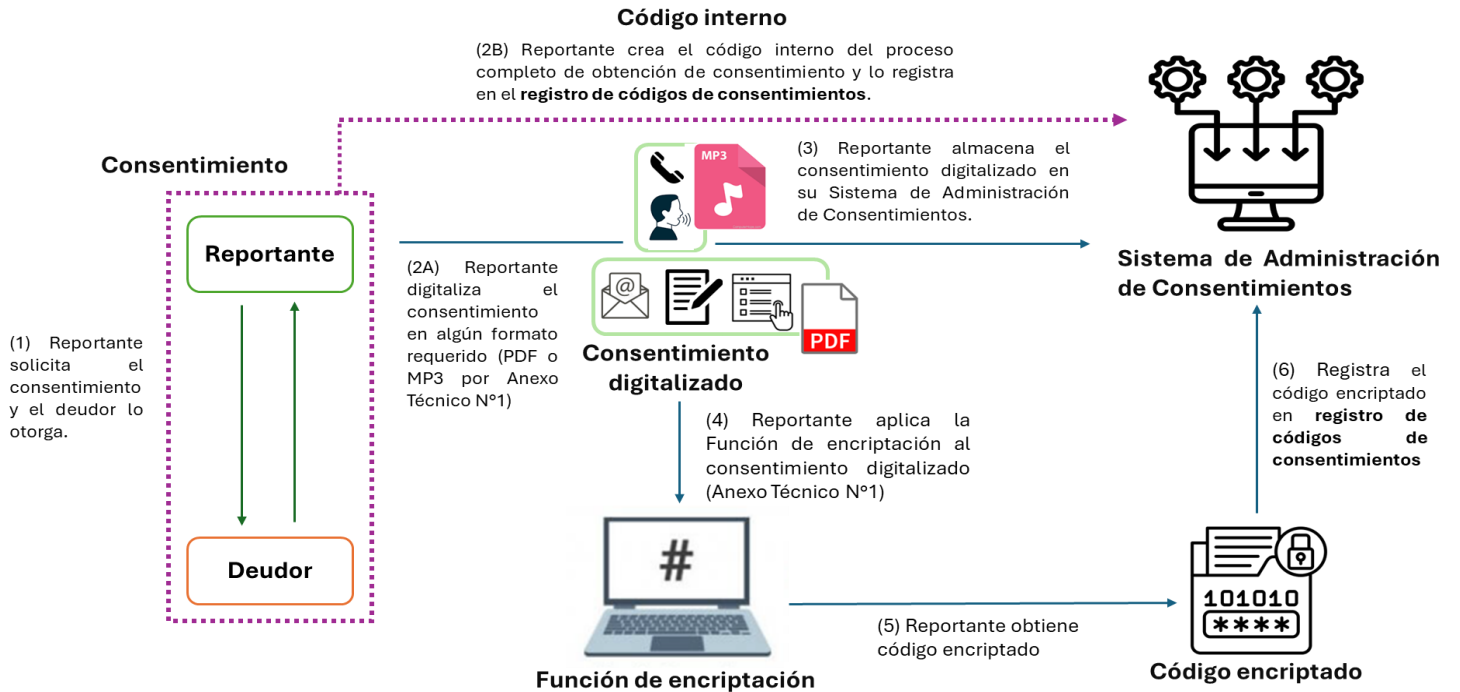 Código interno
(2B) Reportante crea el código interno del proceso
completo de obtención de consentimiento y lo registra
en el registro de códigos de consentimientos.
Consentimiento
Reportante
(1) Reportante
solicita el
consentimiento
y el deudor lo
otorga.
Deudor
(2A) Reportante
digitaliza el
consentimiento
en algún formato
requerido (PDF o
MP3 por Anexo
Técnico N°1)
MP3
@
PDF
Consentimiento
digitalizado
(3) Reportante almacena el
consentimiento digitalizado en
su Sistema de Administración
de Consentimientos.
Sistema de Administración
de Consentimientos
(4) Reportante aplica la
Función de encriptación al
consentimiento digitalizado
(Anexo Técnico N°1)
#
Función de encriptación
(5) Reportante obtiene
código encriptado
(6) Registra el
código encriptado
en registro de
códigos de
consentimientos
101010
****
Código encriptado